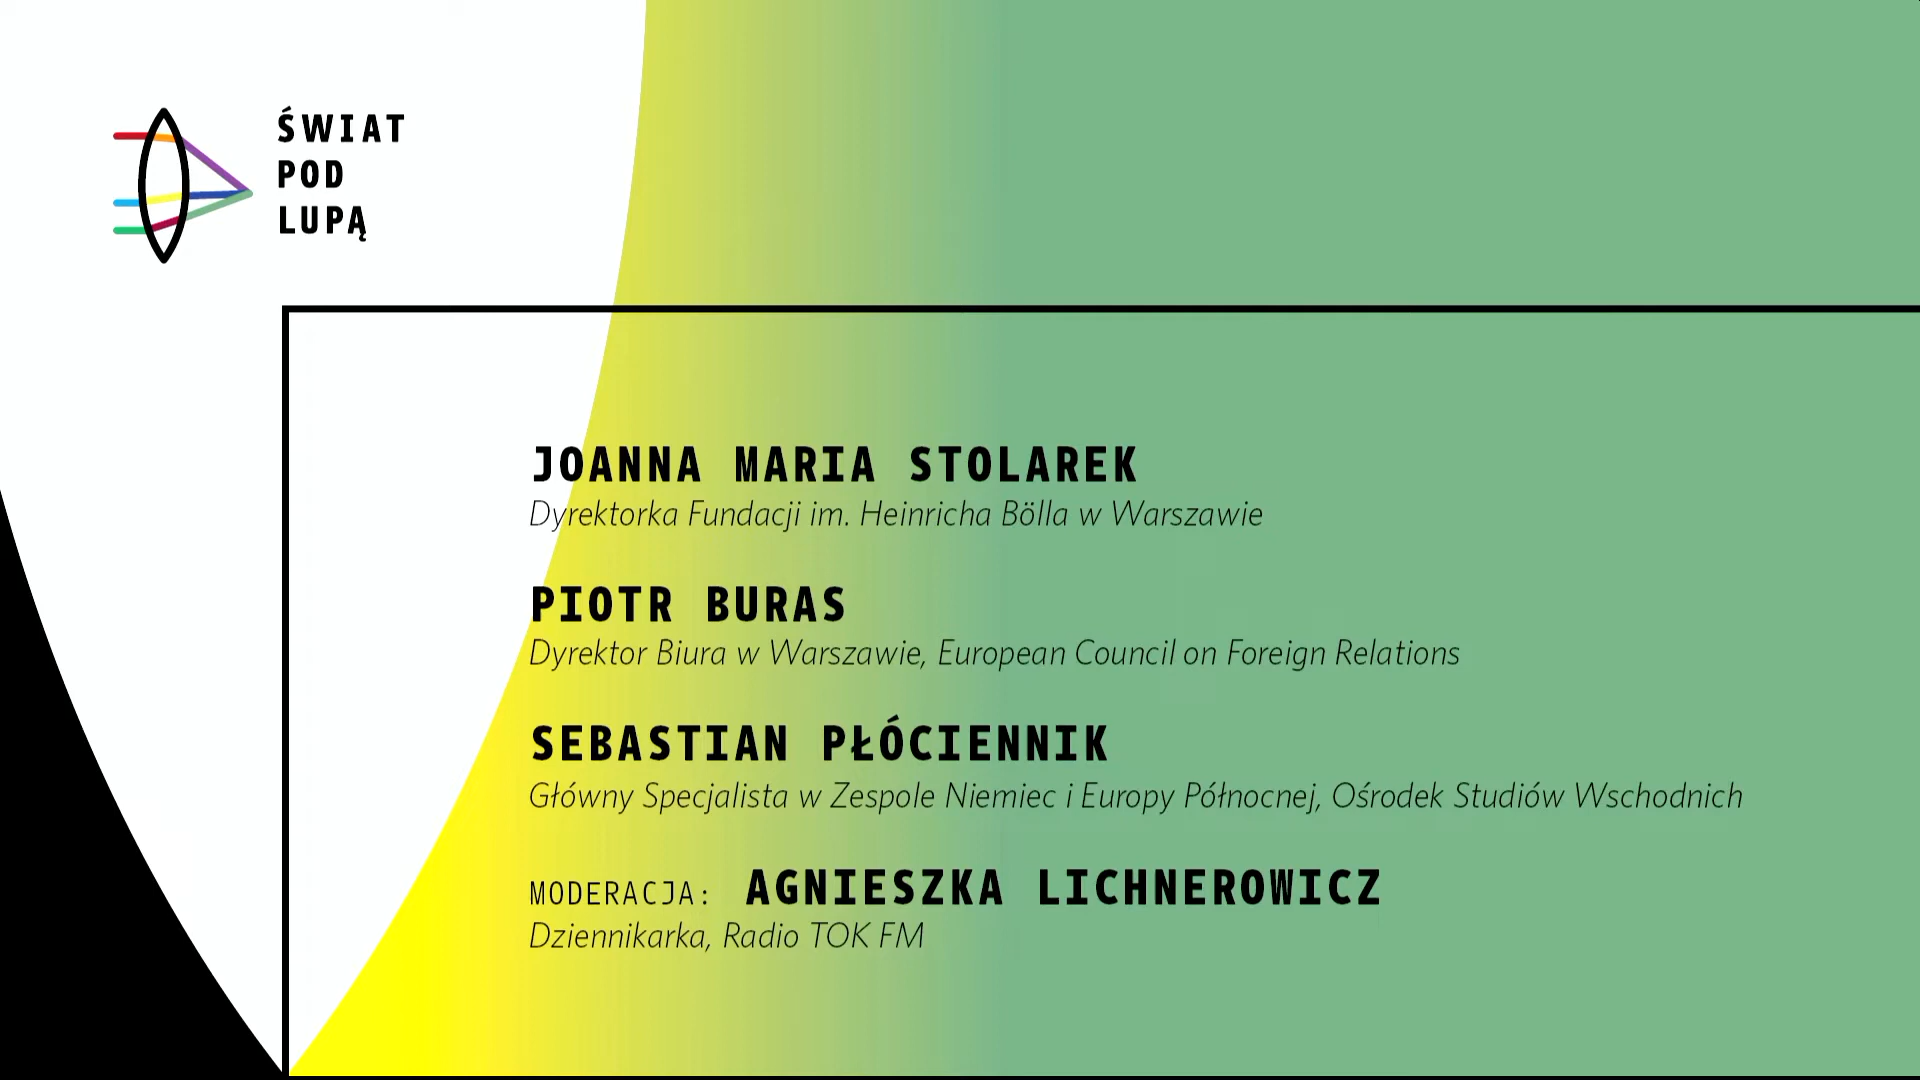 ŚWIAT
POD
LUPĄ
JOANNA MARIA STOLAREK
Dyrektorka Fundacji im. Heinricha Bölla w Warszawie
PIOTR BURAS
Dyrektor Biura w Warszawie, European Council on Foreign Relations
SEBASTIAN PŁÓCIENNIK
Główny Specjalista w Zespole Niemiec i Europy Północnej, Ośrodek Studiów Wschodnich
MODERACJA: AGNIESZKA LICHNEROWICZ
Dziennikarka, Radio TOK FM